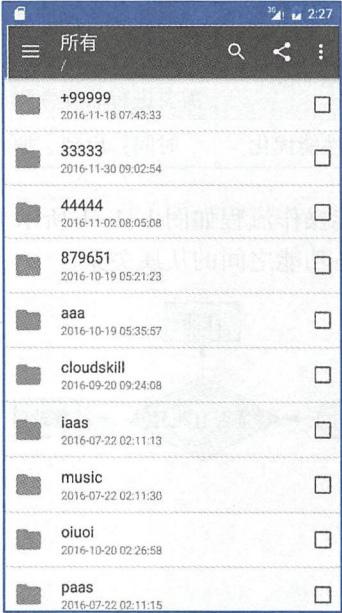 3G 2:27
所有
/
+99999
2016-11-18 07:43:33
33333
2016-11-30 09:02:54
44444
2016-11-02 08:05:08
879651
2016-10-19 05:21:23
aaa
2016-10-19 05:35:57
cloudskill
2016-09-20 09:24:08
iaas
2016-07-22 02:11:13
music
2016-07-22 02:11:30
oiuoi
2016-10-20 02:26:58
paas
2016-07-22 02:11:15